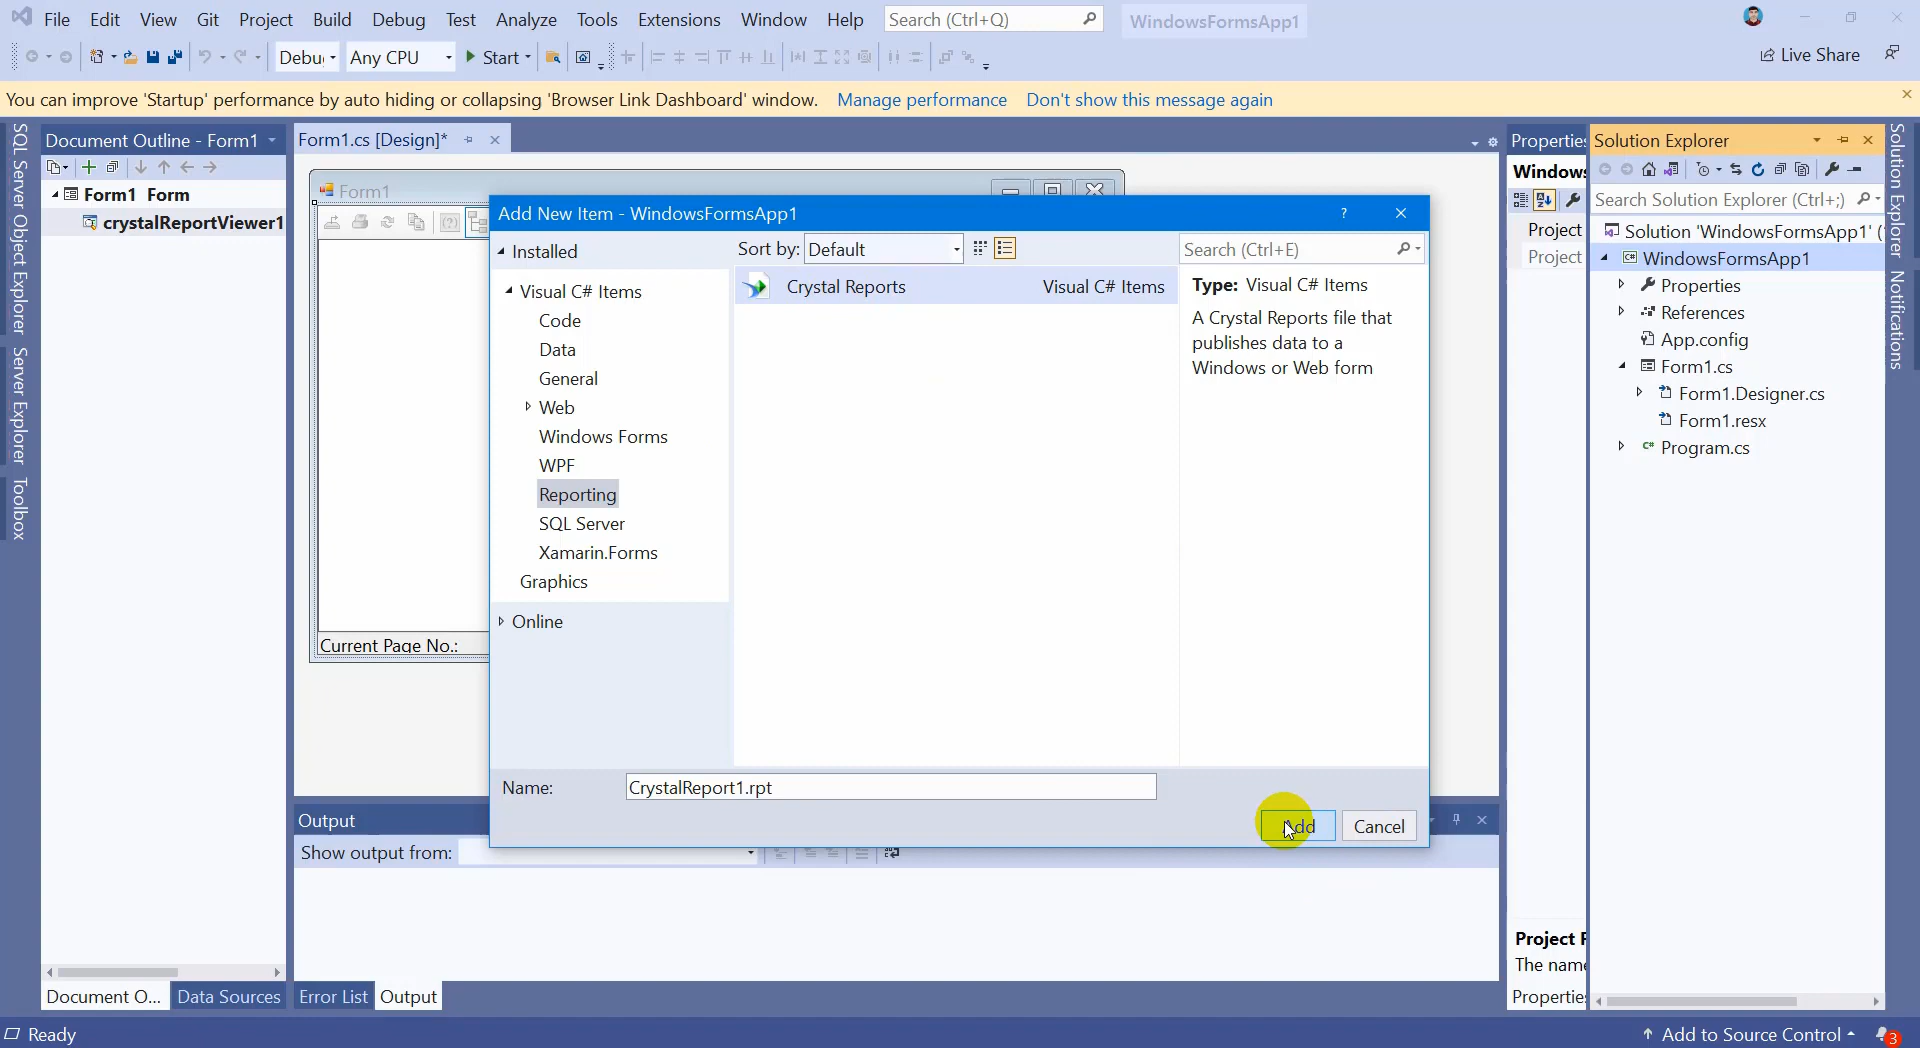 File Edit View Git Project Build Debug Test Analyze Tools Extensions Window Help Search (Ctrl+Q) WindowsFormsApp1
Any CPU Start Live Share
You can improve 'Startup' performance by auto hiding or collapsing 'Browser Link Dashboard' window. Manage performance Don't show this message again
SQL Server Object Explorer
Server Explorer
Toolbox
Document Outline - Form1
Form1 Form
crystalReportViewer1
Form1.cs [Design]*
Form1
Current Page No.:
Add New Item - WindowsFormsApp1 ?
Installed
Visual C# Items
Code
Data
General
Web
Windows Forms
WPF
Reporting
SQL Server
Xamarin.Forms
Graphics
Online
Sort by: Default
Search (Ctrl+E)
Crystal Reports Visual C# Items
Type: Visual C# Items
A Crystal Reports file that
publishes data to a
Windows or Web form
Name: CrystalReport1.rpt
Add Cancel
Output
Show output from:
Document O... Data Sources
Error List Output
Project
Project
The
Solution Explorer
Search Solution Explorer (Ctrl+;)
Solution 'WindowsFormsApp1' (
WindowsFormsApp1
Properties
References
App.config
Form1.cs
Form1.Designer.cs
Form1.resx
Program.cs
Solution Explorer
Notifications
Ready
Add to Source Control 3